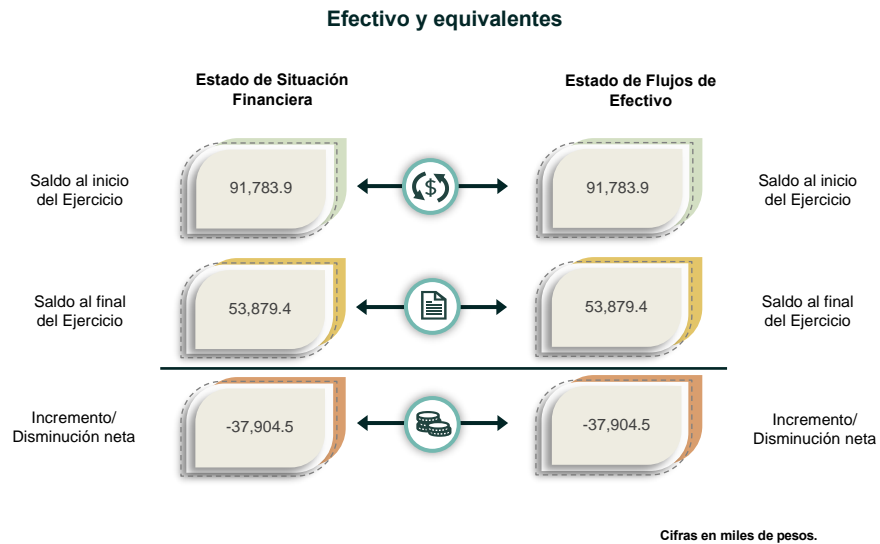 Efectivo y equivalentes
Estado de Situación
Financiera
Estado de Flujos de
Efectivo
Saldo al inicio
del Ejercicio
91,783.9
$
91,783.9
Saldo al inicio
del Ejercicio
Saldo al final
del Ejercicio
53,879.4
53,879.4
Saldo al final
del Ejercicio
Incremento/
Disminución neta
-37,904.5
-37,904.5
Incremento/
Disminución neta
Cifras en miles de pesos.